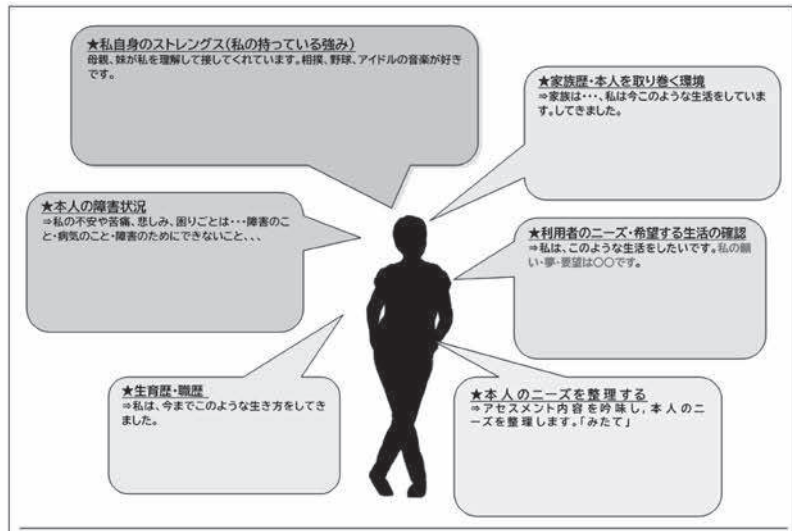 ★私自身のストレングス(私の持っている強み)
母親、妹が私を理解して接してくれています。相撲、野球、アイドルの音楽が好き
です。
★家族歴・本人を取り巻く環境
⇒家族は・・・、私は今このような生活をしていま
す。してきました。
★本人の障害状況
⇒私の不安や苦痛、悲しみ、困りごとは・・・障害のこ
と・病気のこと・障害のためにできないこと、、、
★利用者のニーズ・希望する生活の確認
⇒私は、このような生活をしたいです。私の願
い・夢・要望は〇〇です。
★生育歴・職歴
⇒私は、今までこのような生き方をしてき
ました。
★本人のニーズを整理する
⇒アセスメント内容を吟味し,本人のニ
ーズを整理します。「みたて」